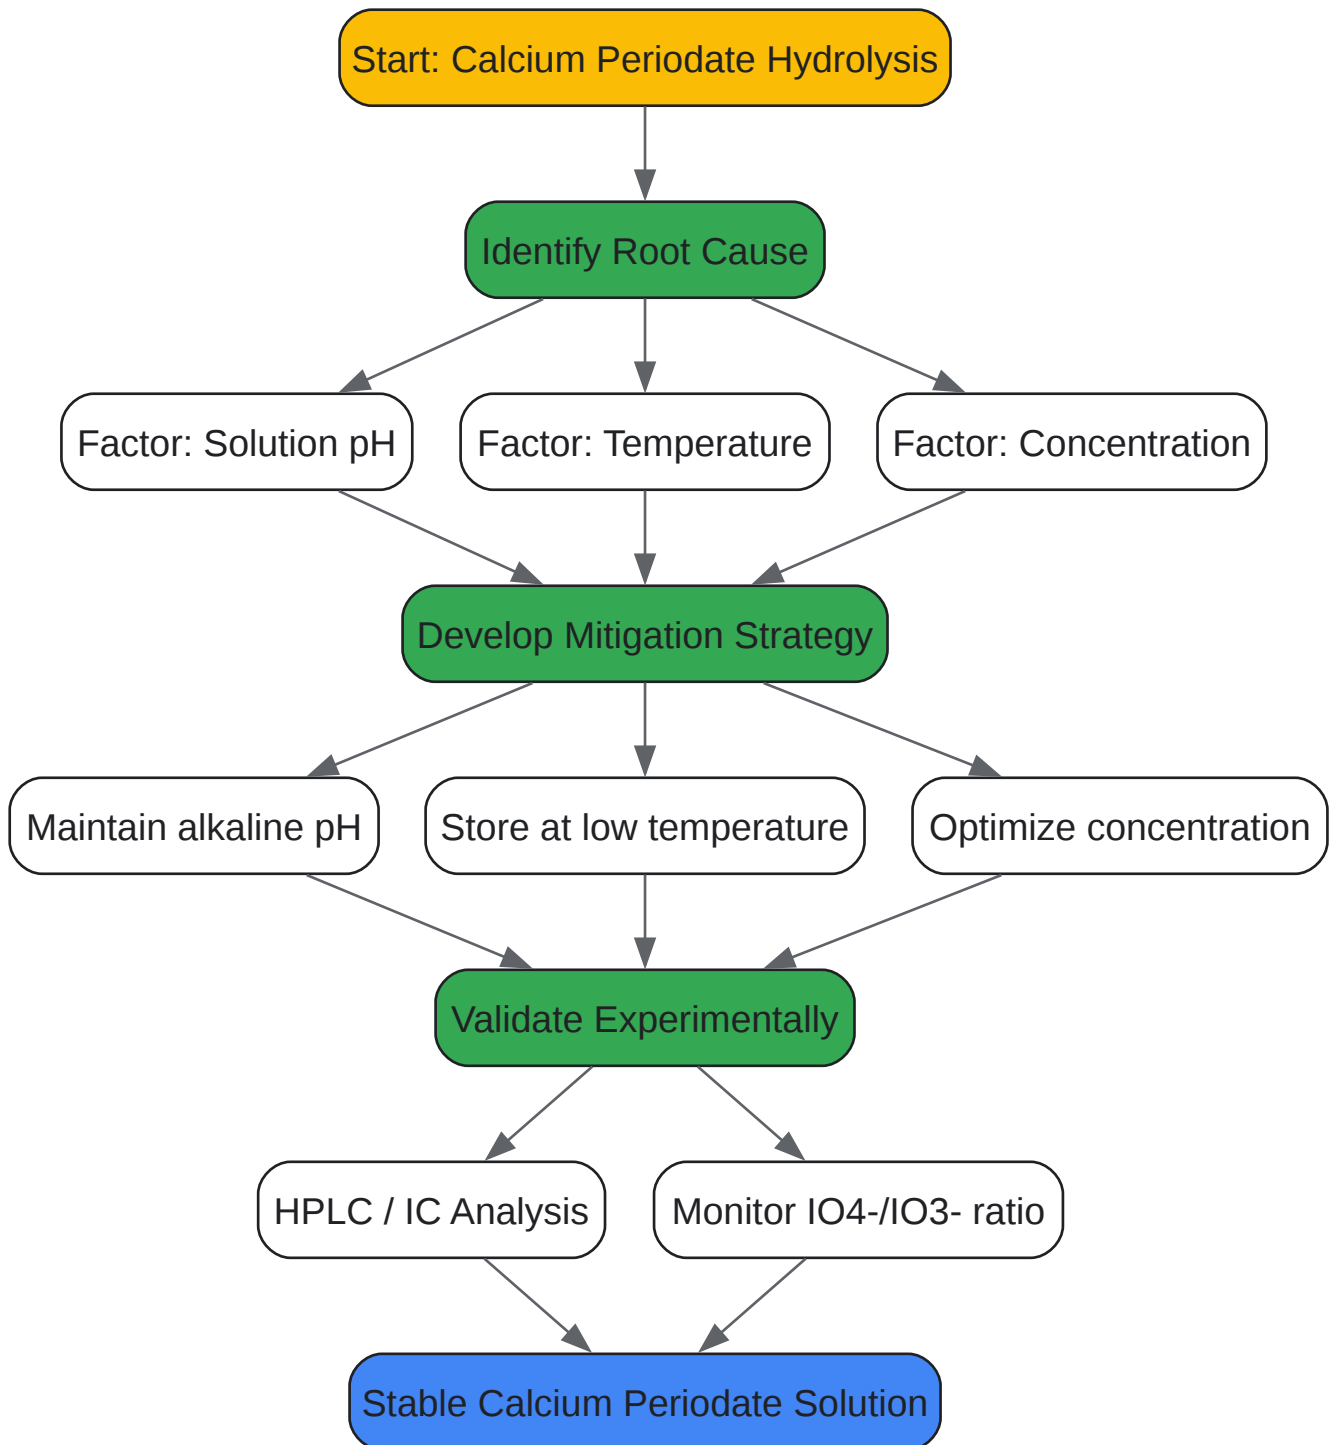 Start: Calcium Periodate Hydrolysis
Identify Root Cause
Factor: Solution pH
Factor: Temperature
Factor: Concentration
Develop Mitigation Strategy
Maintain alkaline pH
Store at low temperature
Optimize concentration
Validate Experimentally
HPLC / IC Analysis
Monitor IO4-/IO3- ratio
Stable Calcium Periodate Solution